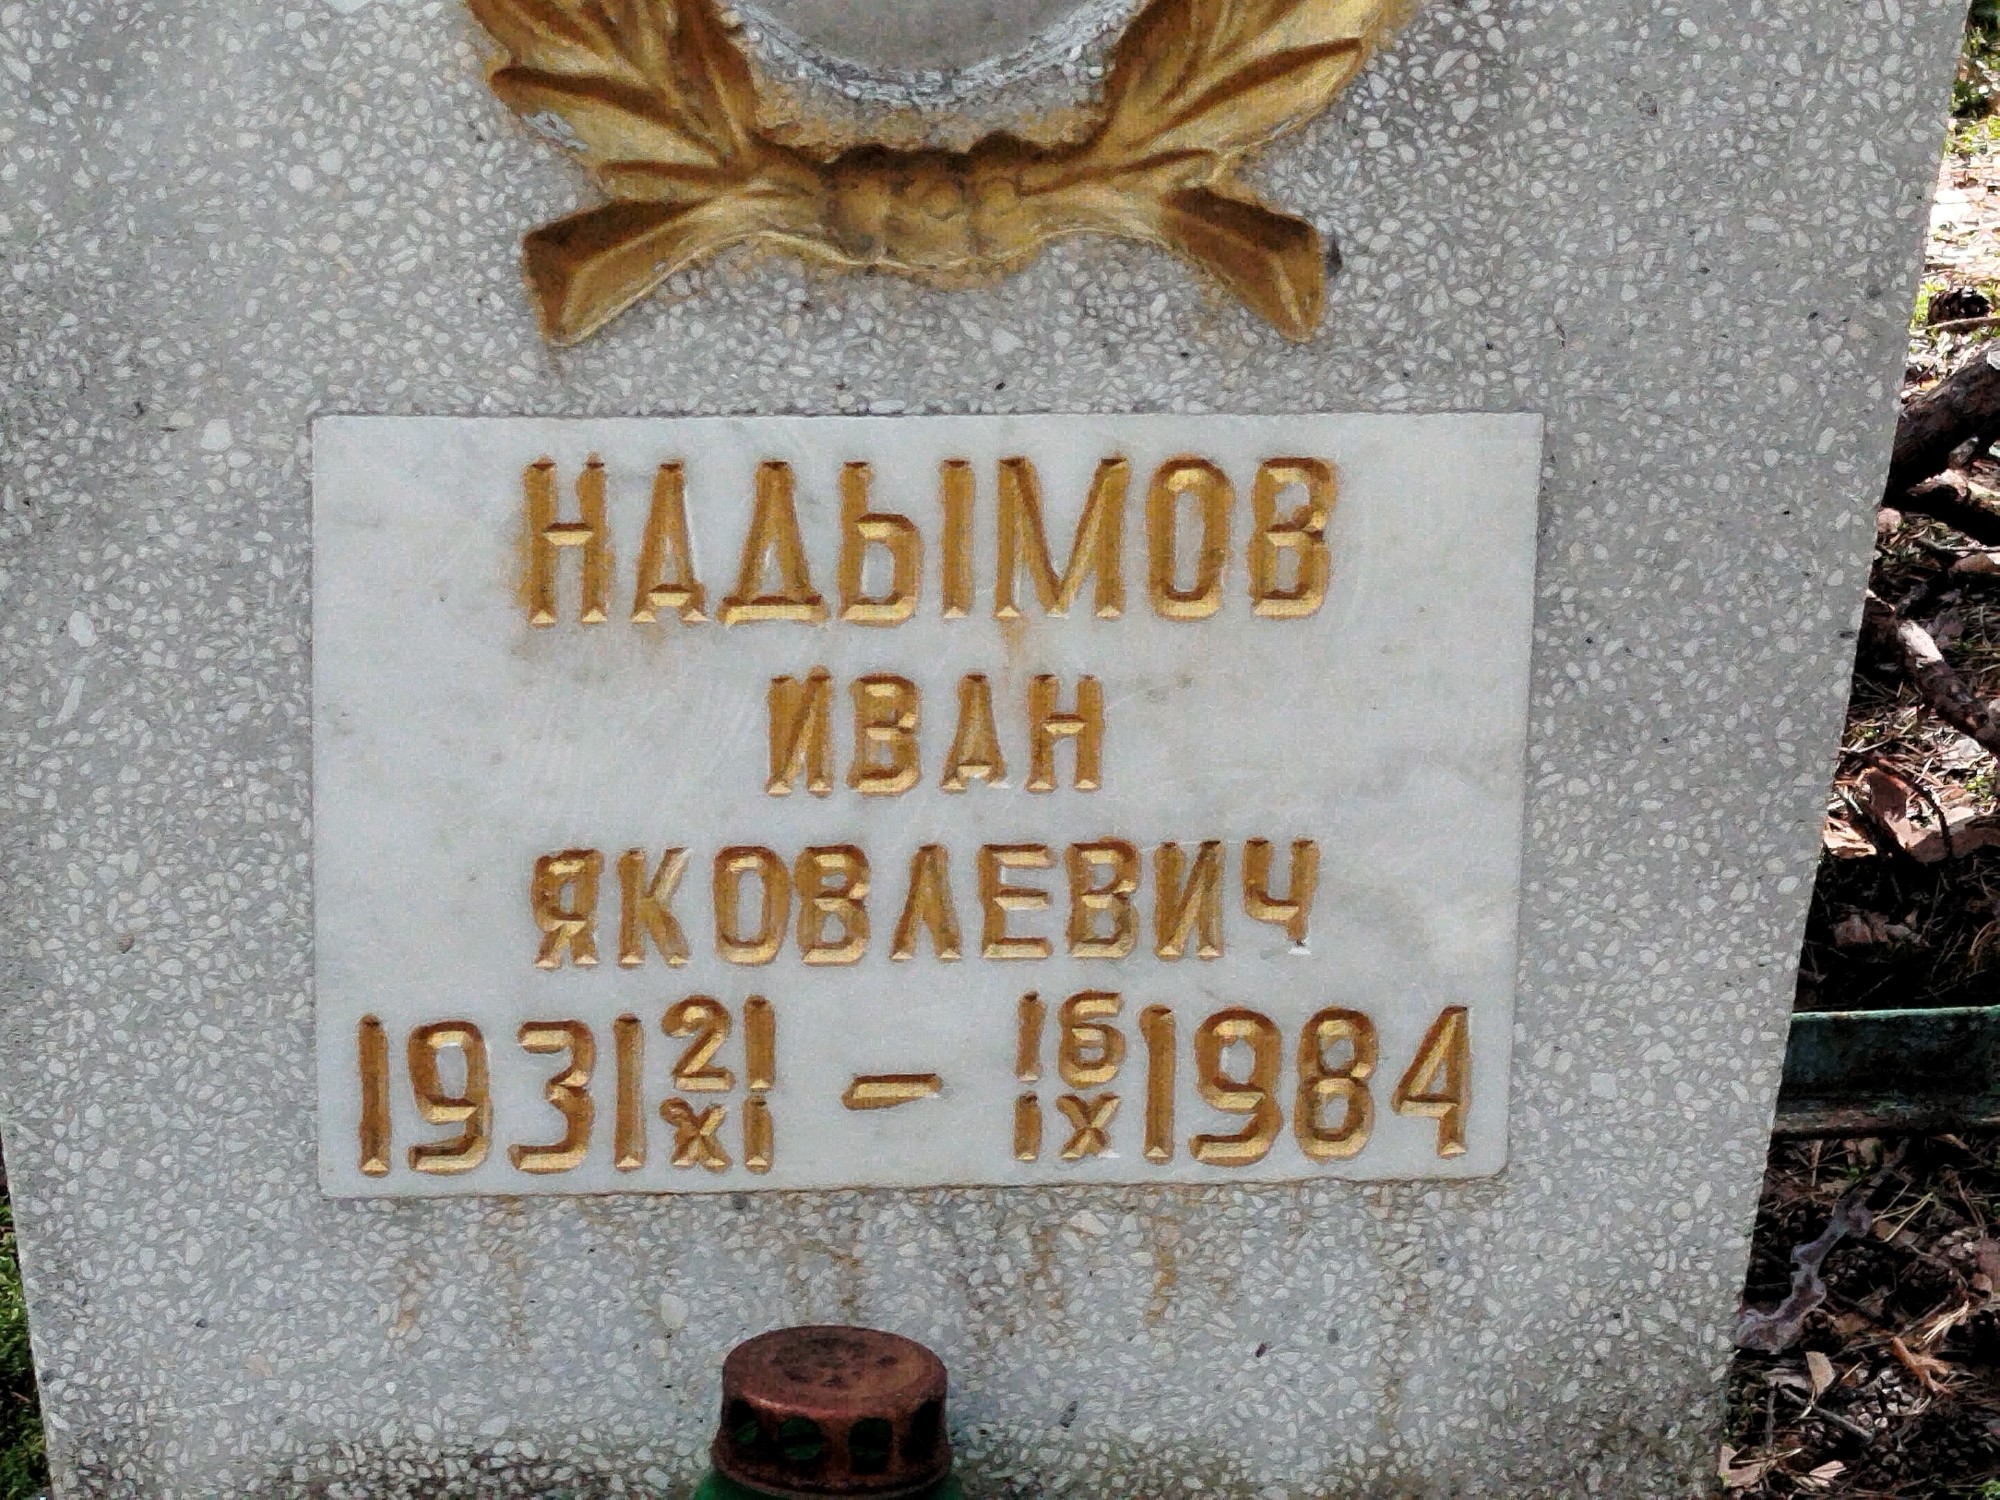 НАДЫМОВ
ИВАН
ЯКОВЛЕВИЧ
1931 21/XI – 16/IX 1984